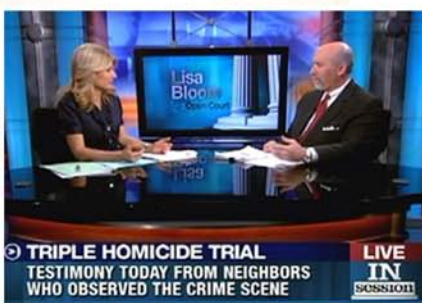 Lisa
Bloom
Open Court
TRIPLE HOMICIDE TRIAL
TESTIMONY TODAY FROM NEIGHBORS
WHO OBSERVED THE CRIME SCENE
LIVE
IN
SESSION